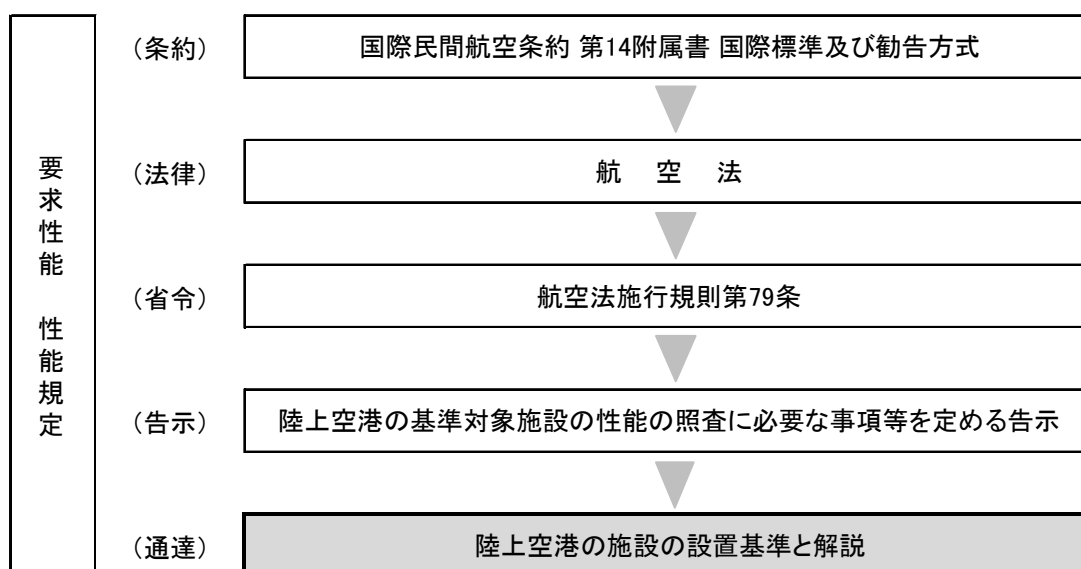 要求性能 性能規定
（条約）
国際民間航空条約 第14附属書 国際標準及び勧告方式
（法律）
航 空 法
（省令）
航空法施行規則第79条
（告示）
陸上空港の基準対象施設の性能の照査に必要な事項等を定める告示
（通達）
陸上空港の施設の設置基準と解説